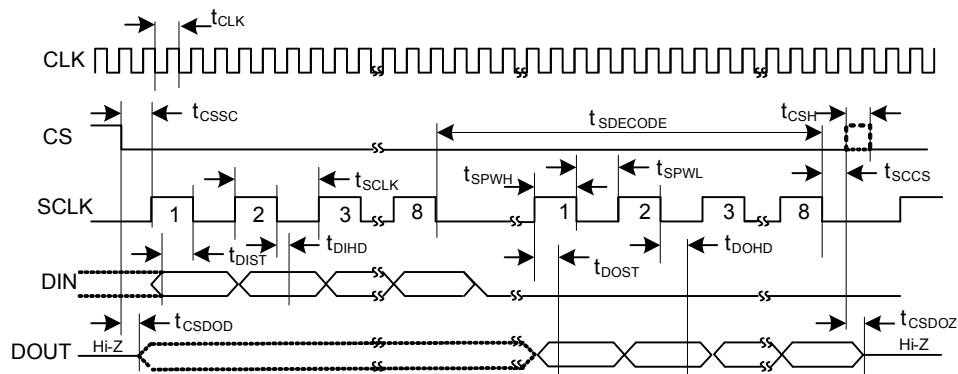 tCLK
CLK
tCSSC
tSDECODE
tCSH
CS
tSCLK
tSPWH
tSPWL
tSCCS
SCLK
1 2 3 8 1 2 3 8
tDIST
tDIHD
tDOST
tDOHD
DIN
tCSDOD
tCSDOZ
DOUT
Hi-Z
Hi-Z